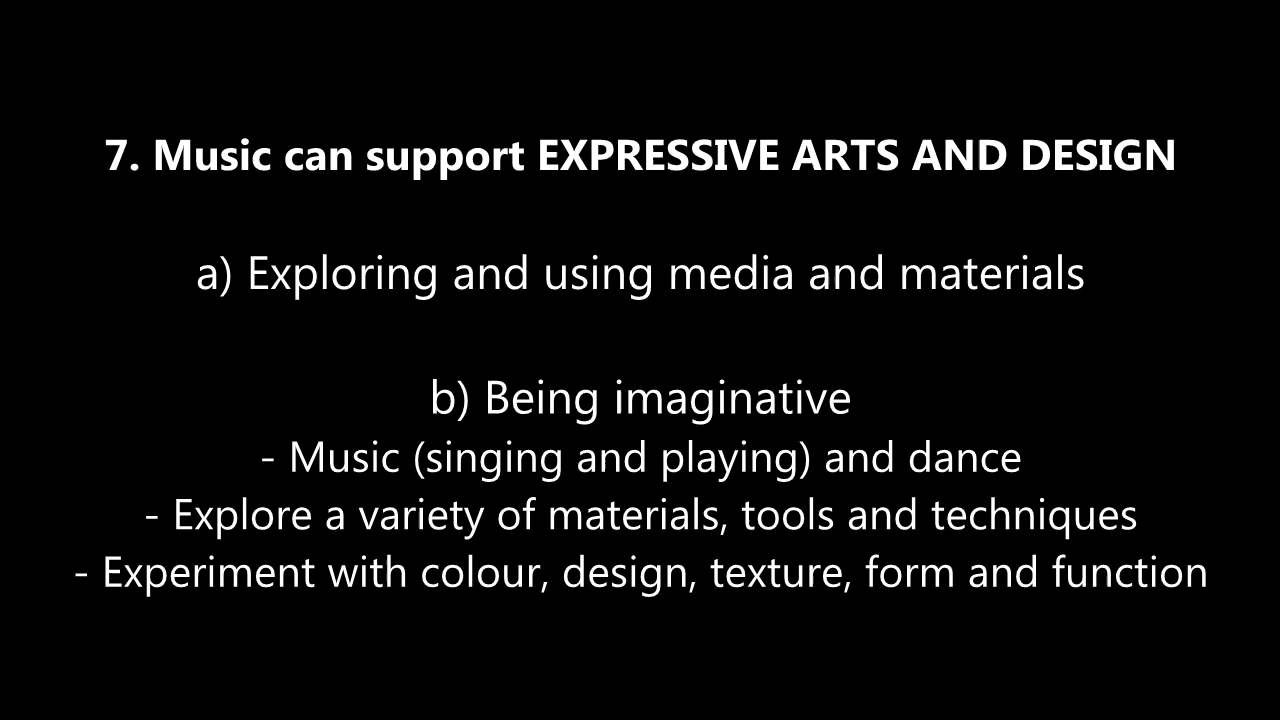 7. Music can support EXPRESSIVE ARTS AND DESIGN
a) Exploring and using media and materials
b) Being imaginative
- Music (singing and playing) and dance
- Explore a variety of materials, tools and techniques
- Experiment with colour, design, texture, form and function